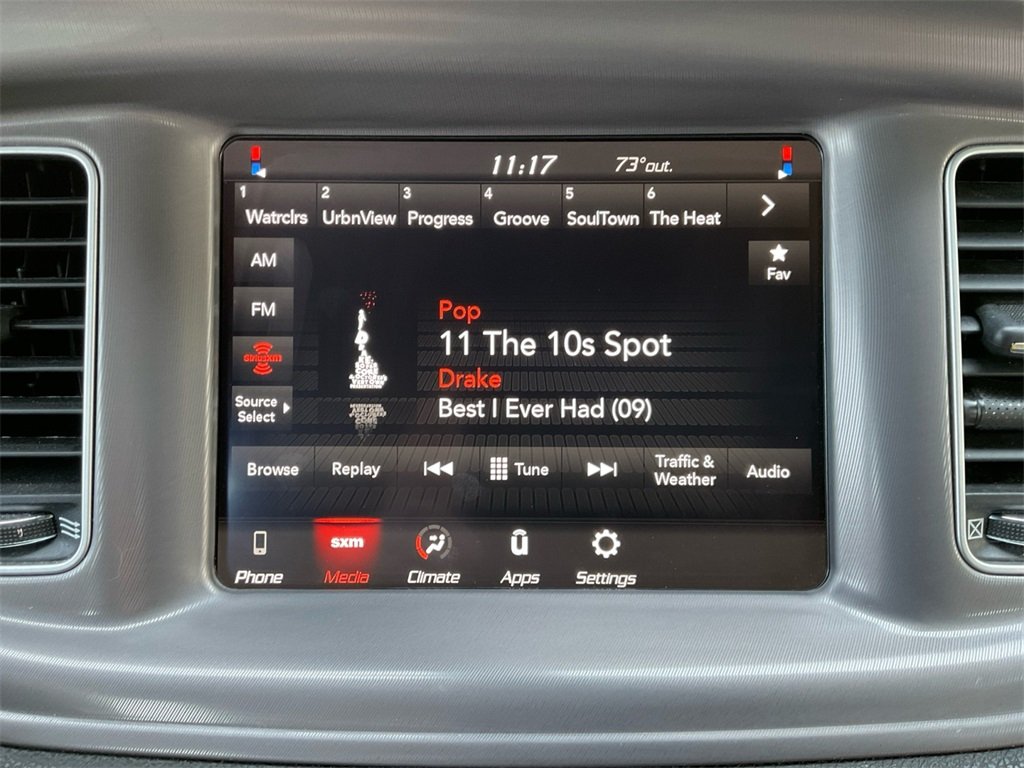 11:17 73°out.
1 2 3 4 5 6
Watrclrs UrbnView Progress Groove SoulTown The Heat
AM
Fav
FM
Pop
11 The 10s Spot
siriusxm
Drake
Source
Select
Best I Ever Had (09)
Browse Replay Tune Traffic &
Weather Audio
sxm
Phone Media Climate Apps Settings